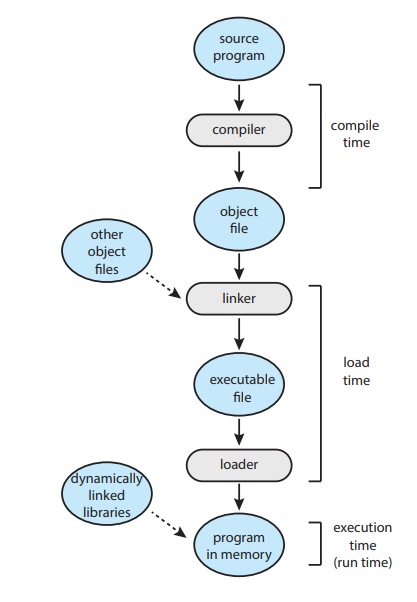 source
program
compiler
compile
time
object
file
other
object
files
linker
load
time
executable
file
loader
dynamically
linked
libraries
program
in memory
execution
time
(run time)